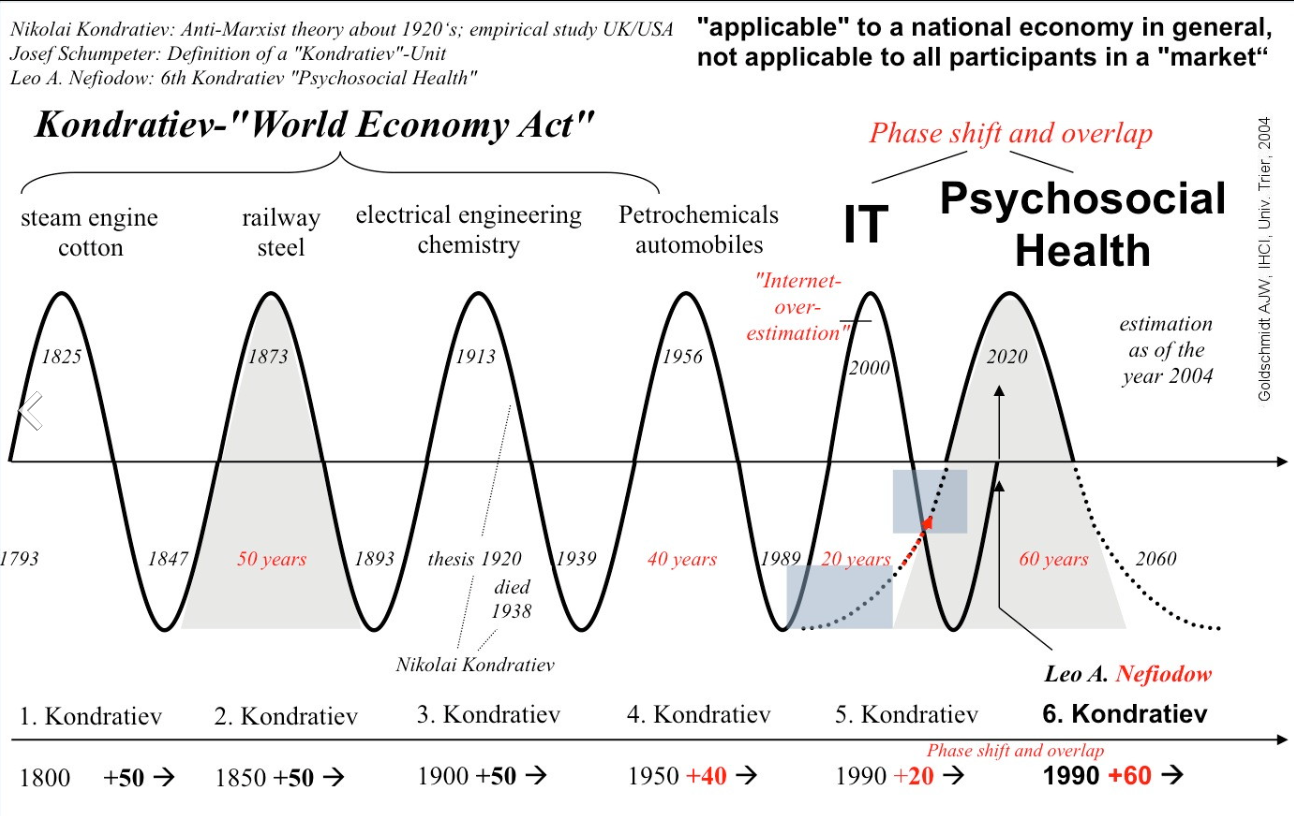 Nikolai Kondratiev: Anti-Marxist theory about 1920‘s; empirical study UK/USA
Josef Schumpeter: Definition of a "Kondratiev"-Unit
Leo A. Nefiodow: 6th Kondratiev "Psychosocial Health"
"applicable" to a national economy in general,
not applicable to all participants in a "market“
Kondratiev-"World Economy Act"
Phase shift and overlap
steam engine
cotton
railway
steel
electrical engineering
chemistry
Petrochemicals
automobiles
IT
Psychosocial
Health
"Internet-
over-
estimation"
estimation
as of the
year 2004
Goldschmidt AJW, IHCI, Univ. Trier, 2004
1825
1873
1913
1956
2000
2020
1793
1847
50 years
1893
thesis 1920
died
1938
1939
40 years
1989
20 years
60 years
2060
Nikolai Kondratiev
Leo A. Nefiodow
1. Kondratiev
2. Kondratiev
3. Kondratiev
4. Kondratiev
5. Kondratiev
6. Kondratiev
Phase shift and overlap
1800 +50 →
1850 +50 →
1900 +50 →
1950 +40 →
1990 +20 →
1990 +60 →